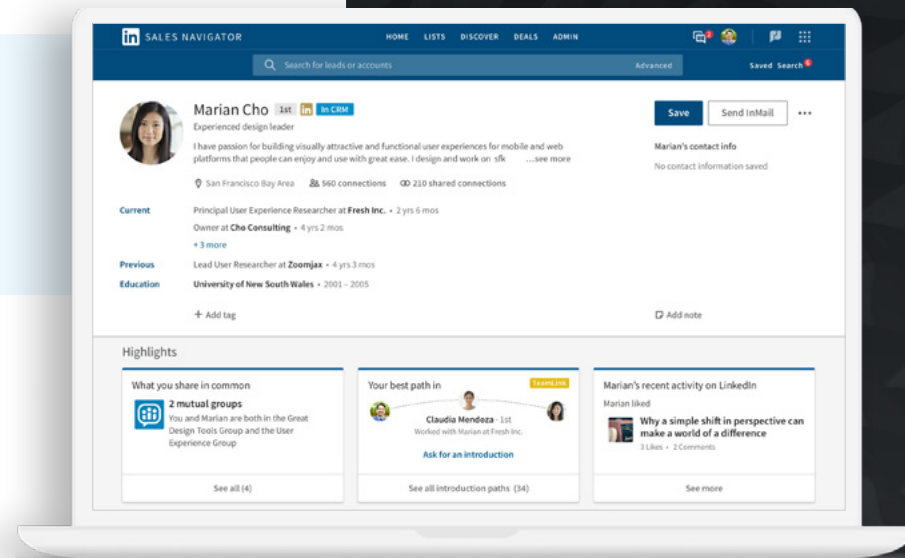 in SALES NAVIGATOR
HOME LISTS DISCOVER DEALS ADMIN
Search for leads or accounts
Advanced
Saved Search 6
Marian Cho 1st in In CRM
Experienced design leader
I have passion for building visually attractive and functional user experiences for mobile and web
platforms that people can enjoy and use with great ease. I design and work on sfk ...see more
San Francisco Bay Area 560 connections 210 shared connections
Save
Send InMail
Marian's contact info
No contact information saved
Current
Principal User Experience Researcher at Fresh Inc. • 2 yrs 6 mos
Owner at Cho Consulting • 4 yrs 2 mos
+ 3 more
Previous
Lead User Researcher at Zoomjax • 4 yrs 3 mos
Education
University of New South Wales • 2001 – 2005
+ Add tag
Add note
Highlights
What you share in common
2 mutual groups
You and Marian are both in the Great
Design Tools Group and the User
Experience Group
See all (4)
Your best path in
TeamLink
Claudia Mendoza - 1st
Worked with Marian at Fresh Inc.
Ask for an introduction
See all introduction paths (34)
Marian's recent activity on LinkedIn
Marian liked
Why a simple shift in perspective can
make a world of a difference
3 Likes • 2 Comments
See more